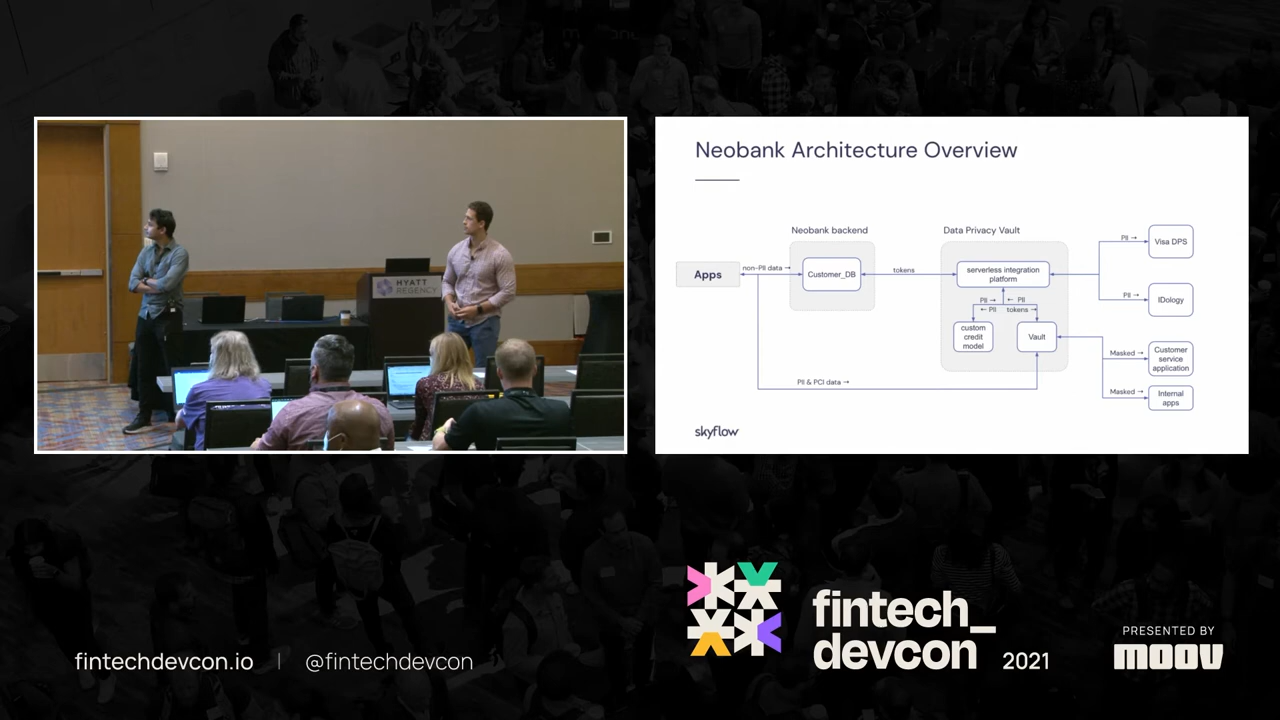 HYATT
REGENCY
Neobank Architecture Overview
Neobank backend
Data Privacy Vault
Apps
non-PII data →
Customer_DB
tokens
serverless integration
platform
PII →
← PII
← PII
tokens →
custom
credit
model
Vault
PII →
Visa DPS
PII →
IDology
Masked →
Customer
service
application
Masked →
Internal
apps
PII & PCI data →
skyflow
fintechdevcon.io | @fintechdevcon
fintech_
devcon 2021
PRESENTED BY
moov